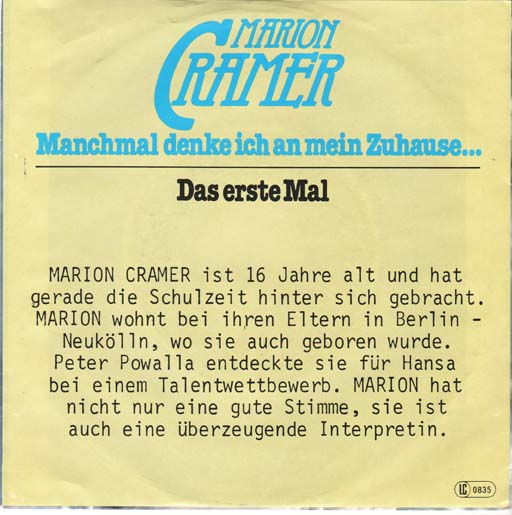 MARION
CRAMER
Manchmal denke ich an mein Zuhause...
Das erste Mal
MARION CRAMER ist 16 Jahre alt und hat
gerade die Schulzeit hinter sich gebracht.
MARION wohnt bei ihren Eltern in Berlin -
Neukölln, wo sie auch geboren wurde.
Peter Powalla entdeckte sie für Hansa
bei einem Talentwettbewerb. MARION hat
nicht nur eine gute Stimme, sie ist
auch eine überzeugende Interpretin.
LC 0835